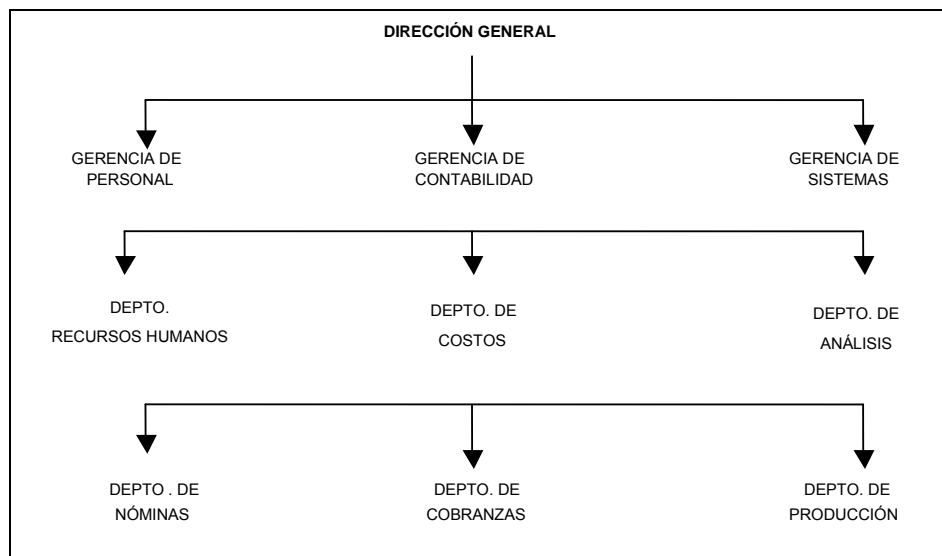 DIRECCIÓN GENERAL
GERENCIA DE
PERSONAL
GERENCIA DE
CONTABILIDAD
GERENCIA DE
SISTEMAS
DEPTO.
RECURSOS HUMANOS
DEPTO. DE
COSTOS
DEPTO. DE
ANÁLISIS
DEPTO . DE
NÓMINAS
DEPTO. DE
COBRANZAS
DEPTO. DE
PRODUCCIÓN